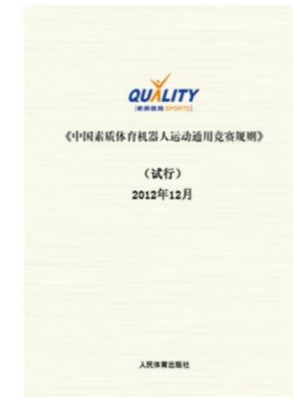 QUALITY
素质体育 SPORTS
《中国素质体育机器人运动通用竞赛规则》
(试行)
2012年12月
人民体育出版社